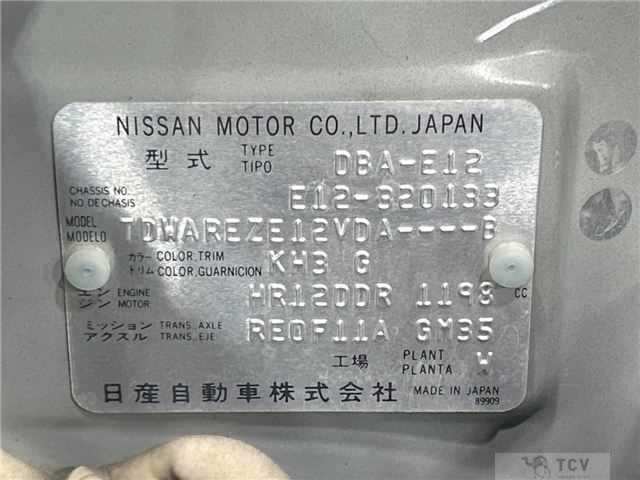 NISSAN MOTOR CO.,LTD. JAPAN
型式 TYPE TIPO DBA-E12
CHASSIS NO. NO DE CHASIS E12-320133
MODEL MODELO TDWAREZE12VDA----B
カラー COLOR,TRIM トリム COLOR,GUARNICION KH3 G
エンジン ENGINE MOTOR HR12DDR 1198 CC
ミッション アクスル TRANS.,AXLE TRANS.,EJE RE0F11A GM35
工場 PLANT PLANTA W
日産自動車株式会社 MADE IN JAPAN
89909
TCV